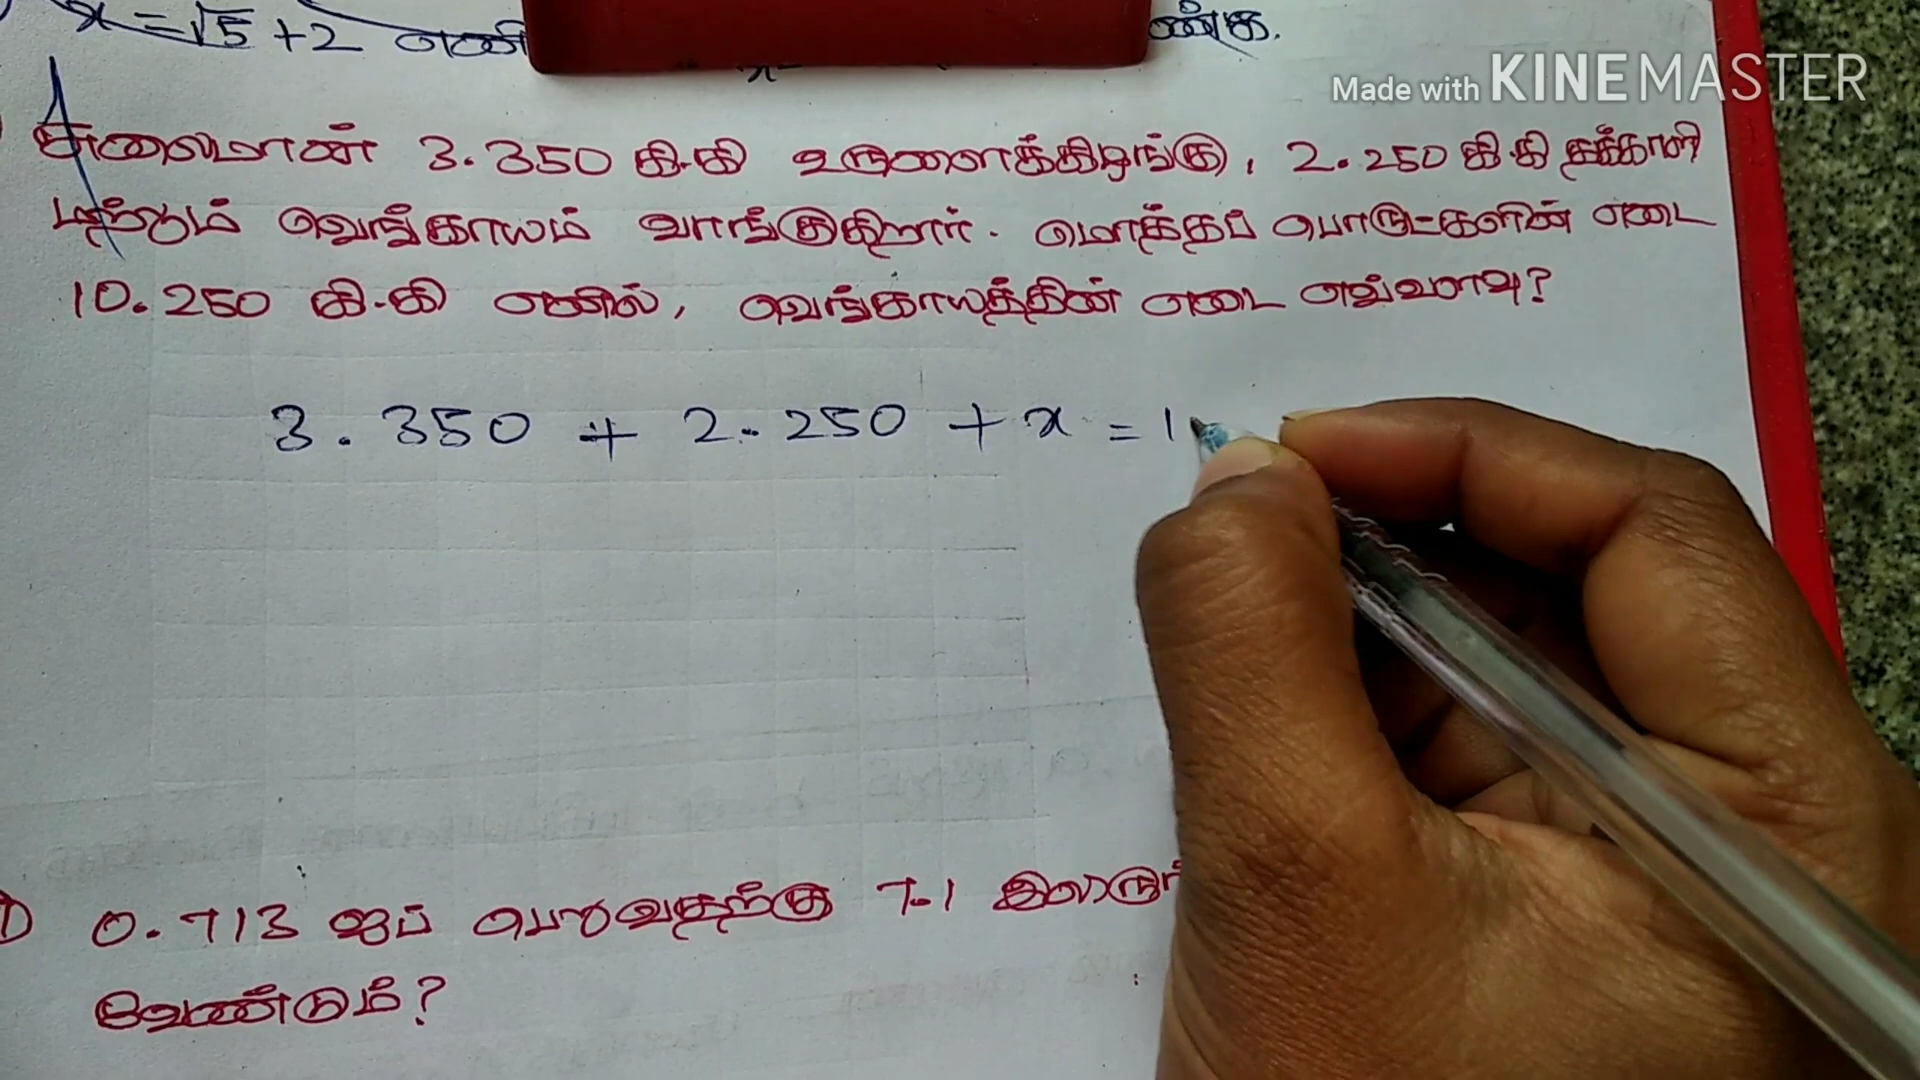 x = √5 + 2 எனி ண்க.
Made with KINEMASTER
சுலைமான் 3.350 கி.கி உருளைக்கிழங்கு, 2.250 கி.கி தக்காளி
மற்றும் வெங்காயம் வாங்குகிறார். மொத்தப் பொருட்களின் எடை
10.250 கி.கி எனில், வெங்காயத்தின் எடை எவ்வளவு?
3.350 + 2.250 + x = 1
0.713 ஐப் பெறுவதற்கு 7.1 இலிருந்
வேண்டும்?